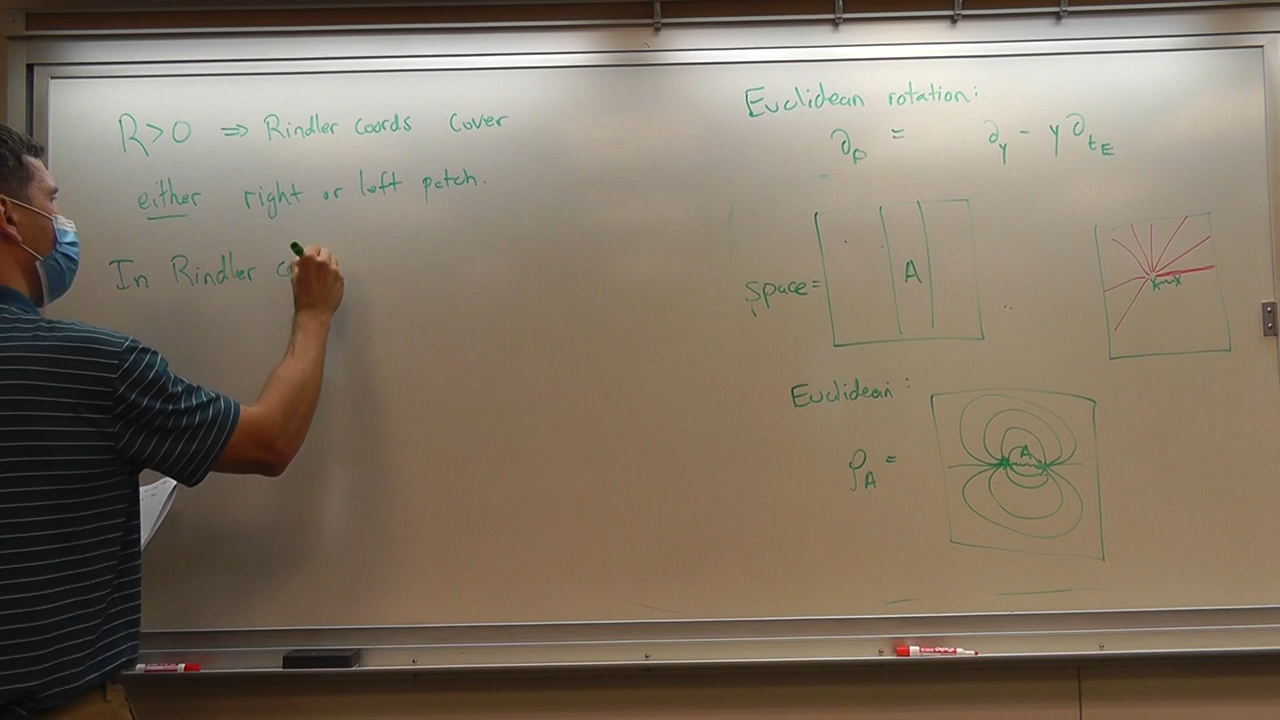 R>0 ⇒ Rindler coords cover
either right or left patch.
In Rindler c
Euclidean rotation:
∂ρ = ∂y - y ∂tE
space=
A
Euclidean:
ρA =
A